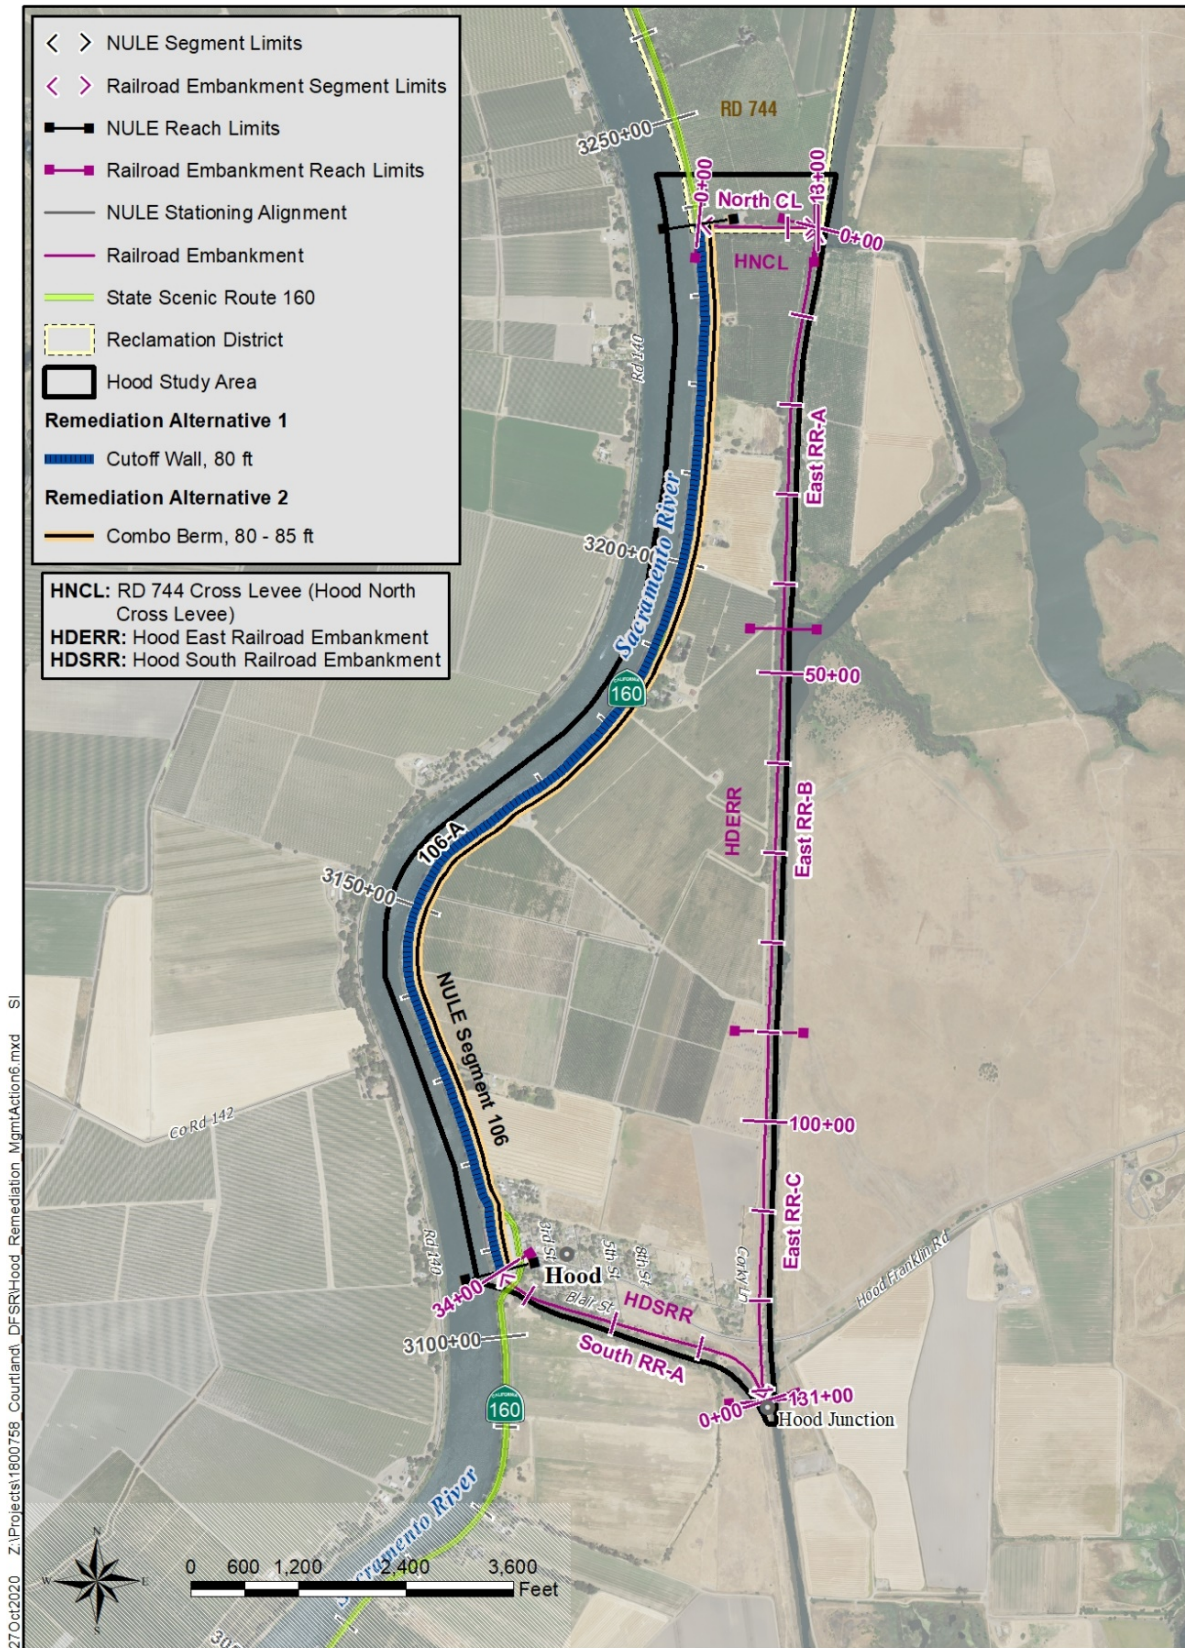 NULE Segment Limits
Railroad Embankment Segment Limits
NULE Reach Limits
Railroad Embankment Reach Limits
NULE Stationing Alignment
Railroad Embankment
State Scenic Route 160
Reclamation District
Hood Study Area
Remediation Alternative 1
Cutoff Wall, 80 ft
Remediation Alternative 2
Combo Berm, 80 - 85 ft
HNCL: RD 744 Cross Levee (Hood North
Cross Levee)
HDERR: Hood East Railroad Embankment
HDSRR: Hood South Railroad Embankment
RD 744
3250+00
0+00
North CL
13+00
0+00
HNCL
Rd 140
East RR-A
Sacramento River
3200+00
CALIFORNIA
160
50+00
HDERR
East RR-B
106-A
3150+00
NULE Segment 106
Co Rd 142
100+00
East RR-C
Rd 140
3rd St
5th St
8th St
Corky Ln
Hood Franklin Rd
Hood
Blair St
HDSRR
34+00
3100+00
South RR-A
CALIFORNIA
160
0+00
131+00
Hood Junction
Sacramento River
N
W
E
S
0 600 1,200 2,400 3,600
Feet
27Oct2020 Z:\Projects\1800758_Courtland\_DFSR\Hood_Remediation_MgmtAction6.mxd SI